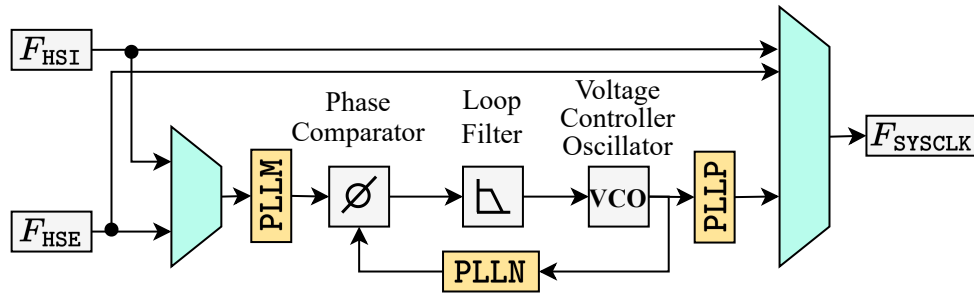 F_HSI
Phase
Comparator
Loop
Filter
Voltage
Controller
Oscillator
F_SYSCLK
PLLM
VCO
PLLP
F_HSE
PLLN